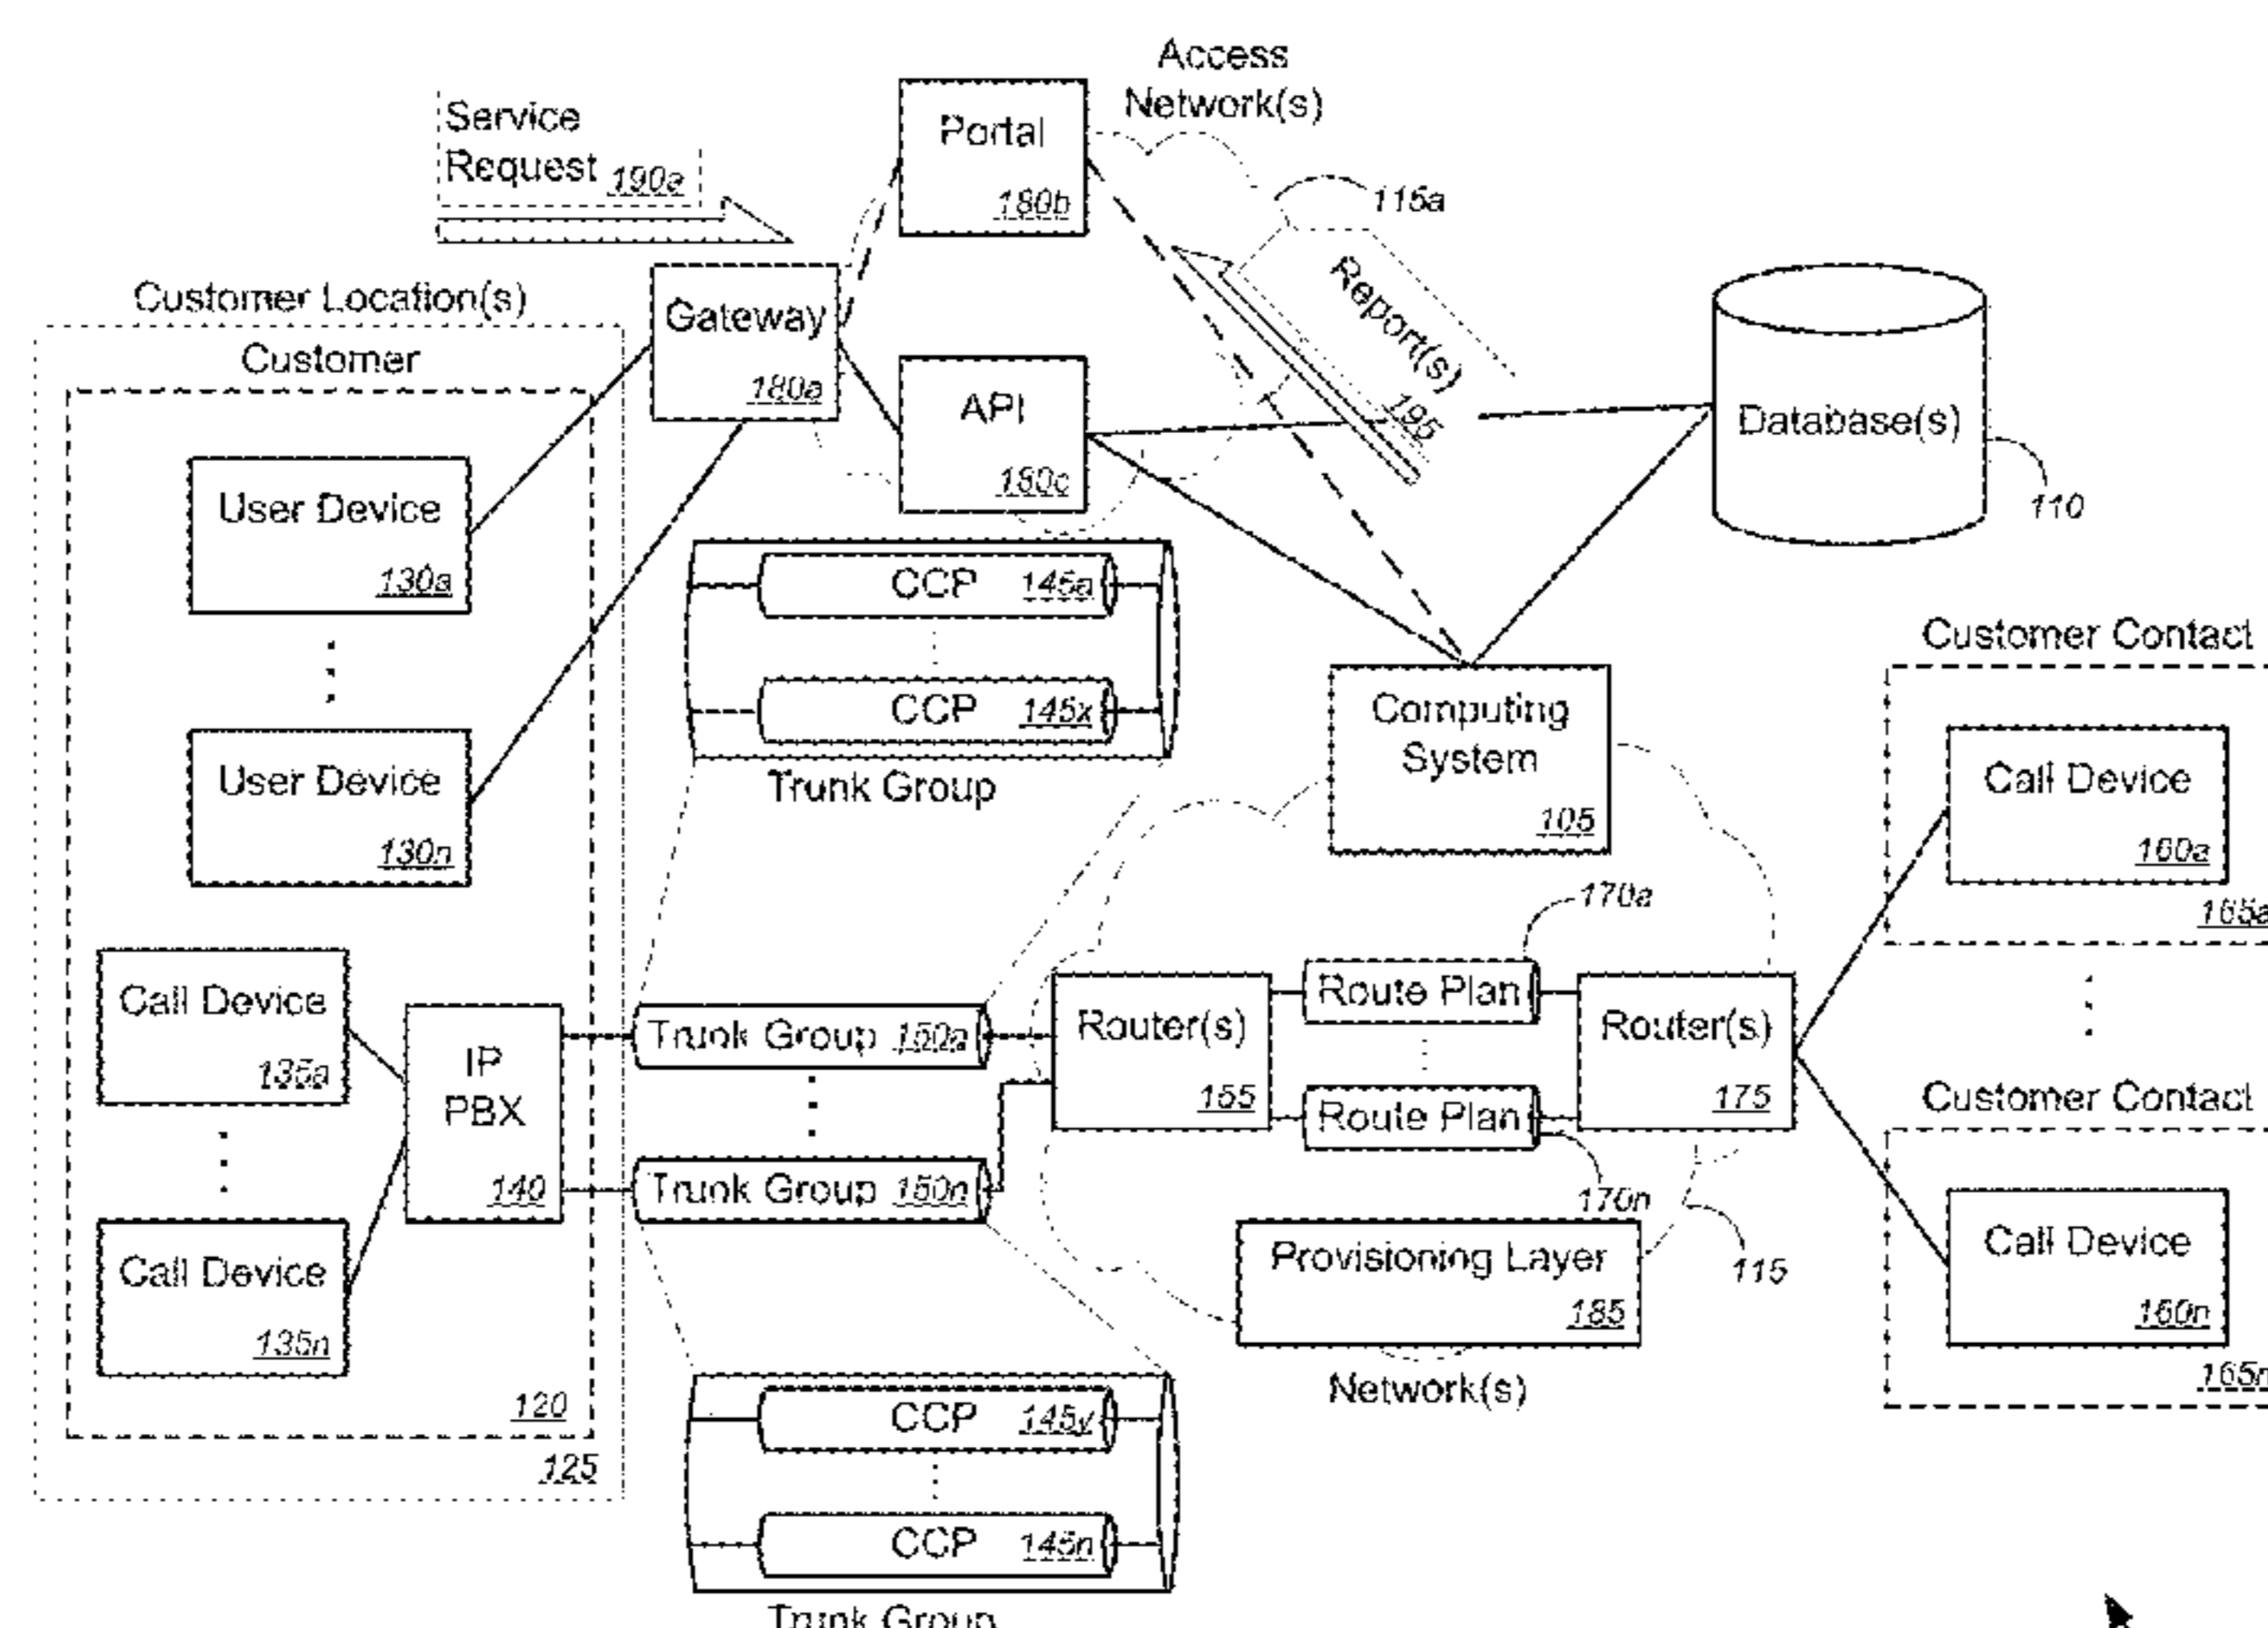 Access
Network(s)
Service
Request 190a
Portal
180b
115a
Report(s)
195
Customer Location(s)
Gateway
180a
Customer
API
180c
Database(s)
110
User Device
130a
CCP 145a
CCP 145x
Trunk Group
User Device
130n
Computing
System
105
Customer Contact
Call Device
160a
165a
170a
Call Device
135a
IP
PBX
140
Trunk Group 150a
Router(s)
155
Route Plan
Router(s)
175
Route Plan
170n
Trunk Group 150n
Customer Contact
Call Device
135n
Provisioning Layer
185
115
Call Device
160n
Network(s)
120
125
CCP 145y
CCP 145n
Trunk Group